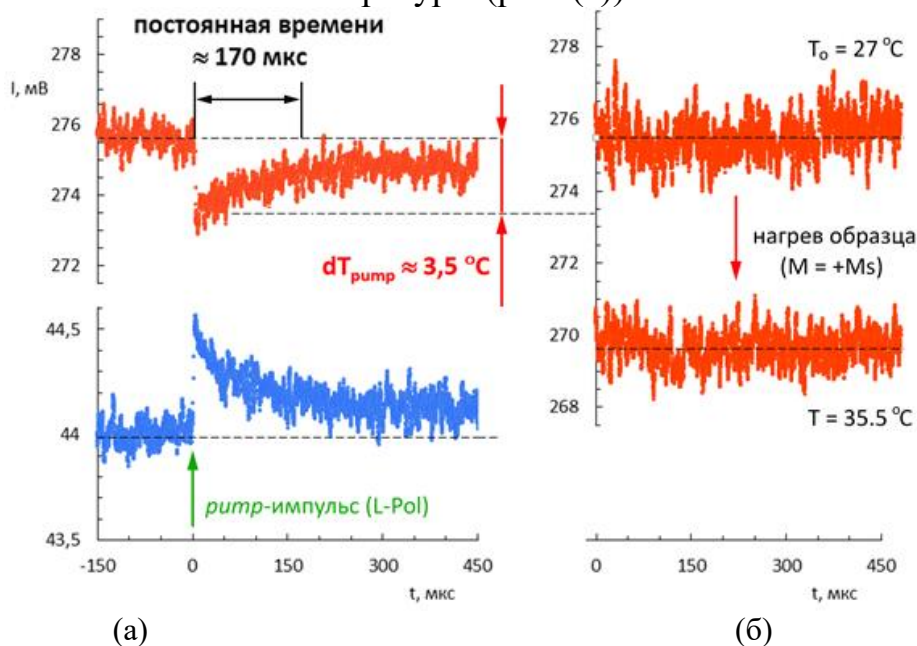 постоянная времени
≈ 170 мкс
I, мВ
278
276
274
272
dTpump ≈ 3,5 °C
44,5
44
43,5
pump-импульс (L-Pol)
-150
0
150
300
450
t, мкс
(а)
278
276
274
272
270
268
To = 27 °C
нагрев образца
(M = +Ms)
T = 35.5 °C
0
150
300
450
t, мкс
(б)